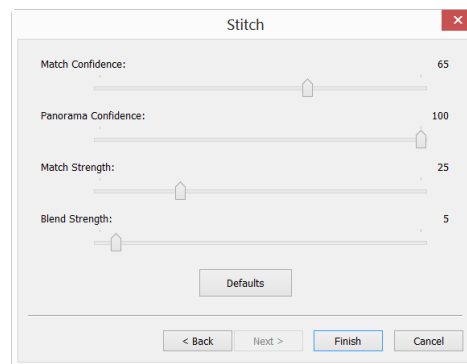 Stitch
Match Confidence: 65
Panorama Confidence: 100
Match Strength: 25
Blend Strength: 5
Defaults
< Back Next > Finish Cancel